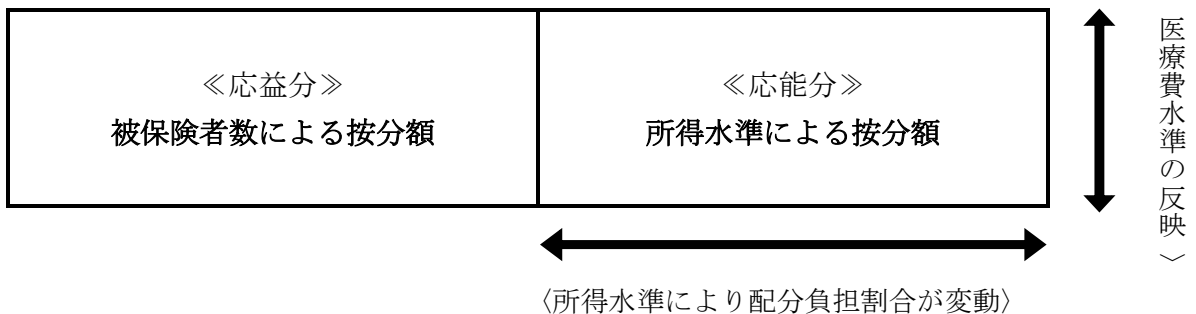 ≪応益分≫
被保険者数による按分額
≪応能分≫
所得水準による按分額
医療費水準の反映〉
〈所得水準により配分負担割合が変動〉